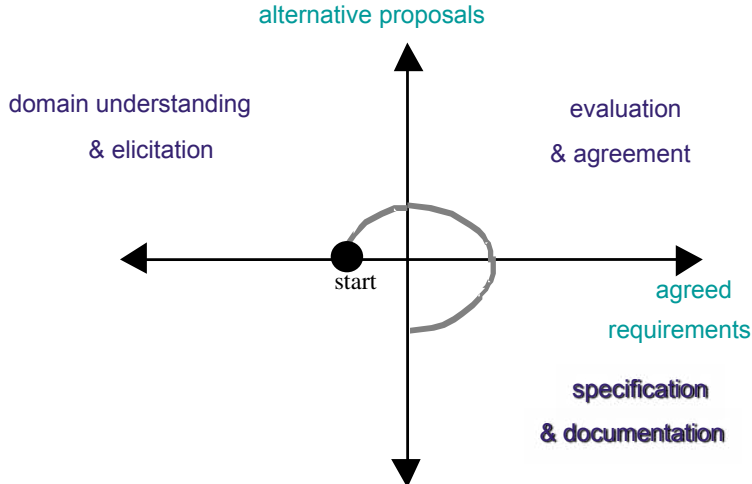 alternative proposals
domain understanding
& elicitation
evaluation
& agreement
start
agreed
requirements
specification
& documentation